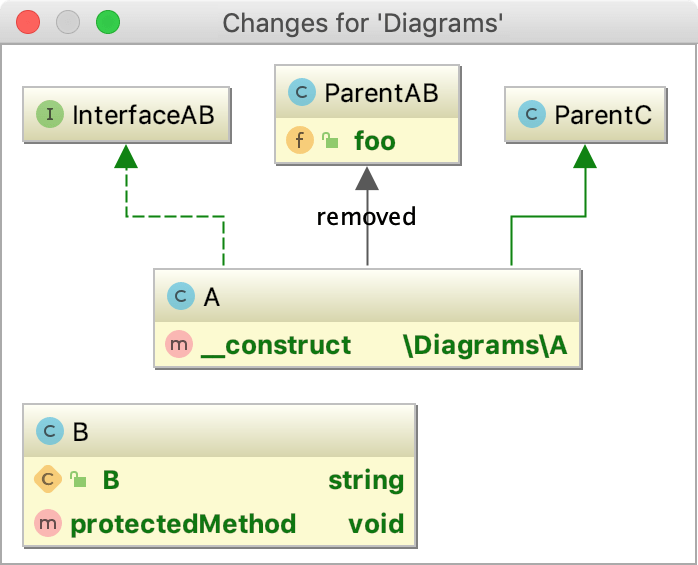 Changes for 'Diagrams'
I InterfaceAB
C ParentAB
f foo
C ParentC
removed
C A
m __construct \Diagrams\A
C B
C B string
m protectedMethod void